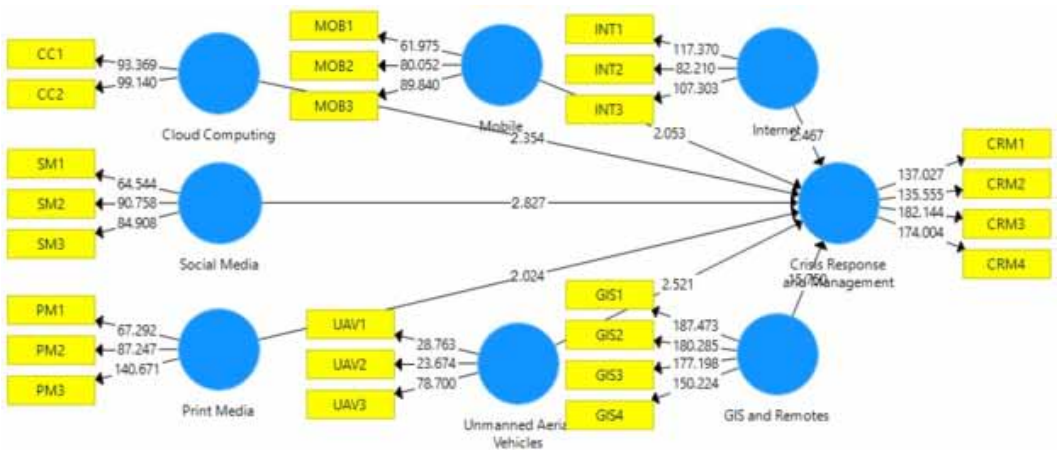 CC1
CC2
93.369
99.140
Cloud Computing
MOB1
MOB2
MOB3
61.975
80.052
89.840
Mobile
INT1
INT2
INT3
117.370
82.210
107.303
Internet
2.354
2.053
2.467
SM1
SM2
SM3
64.544
90.758
84.908
Social Media
2.827
CRM1
CRM2
CRM3
CRM4
137.027
135.555
182.144
174.004
Crisis Response
and Management
PM1
PM2
PM3
67.292
87.247
140.671
Print Media
2.024
UAV1
UAV2
UAV3
28.763
23.674
78.700
Unmanned Aeria
Vehicles
2.521
GIS1
GIS2
GIS3
GIS4
187.473
180.285
177.198
150.224
GIS and Remotes